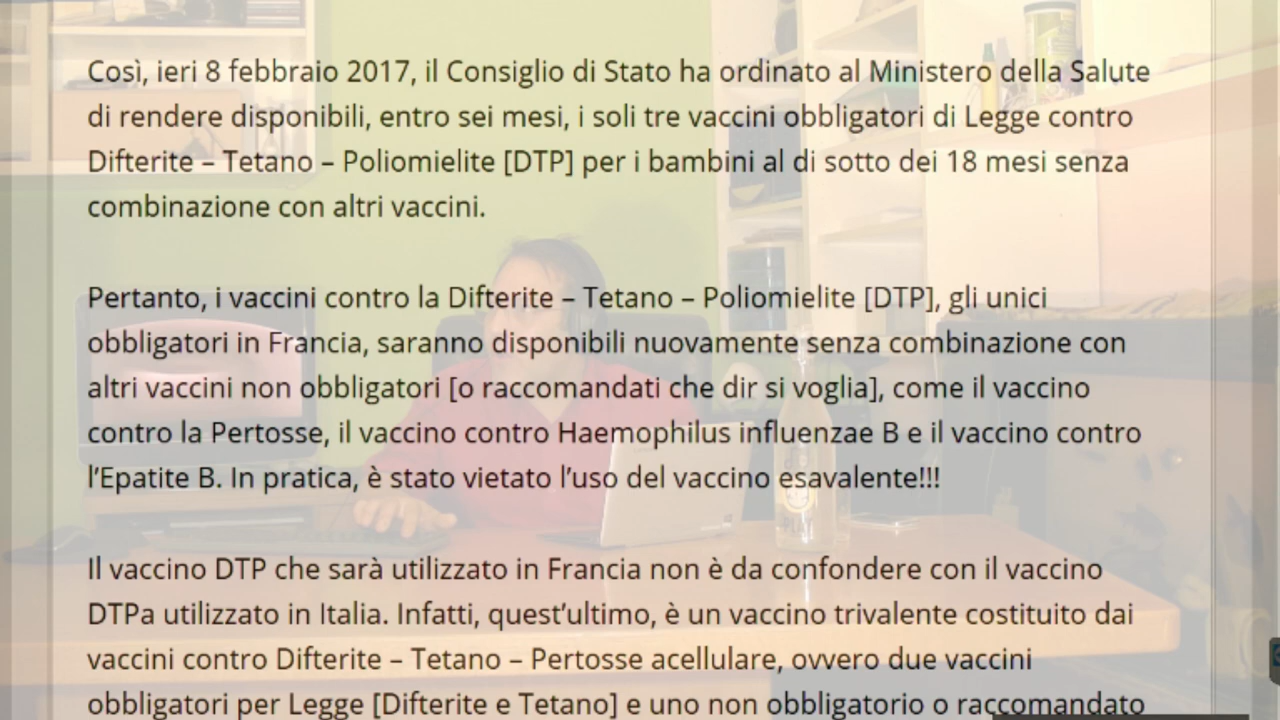 Così, ieri 8 febbraio 2017, il Consiglio di Stato ha ordinato al Ministero della Salute
di rendere disponibili, entro sei mesi, i soli tre vaccini obbligatori di Legge contro
Difterite – Tetano – Poliomielite [DTP] per i bambini al di sotto dei 18 mesi senza
combinazione con altri vaccini.
Pertanto, i vaccini contro la Difterite – Tetano – Poliomielite [DTP], gli unici
obbligatori in Francia, saranno disponibili nuovamente senza combinazione con
altri vaccini non obbligatori [o raccomandati che dir si voglia], come il vaccino
contro la Pertosse, il vaccino contro Haemophilus influenzae B e il vaccino contro
l’Epatite B. In pratica, è stato vietato l’uso del vaccino esavalente!!!
Il vaccino DTP che sarà utilizzato in Francia non è da confondere con il vaccino
DTPa utilizzato in Italia. Infatti, quest’ultimo, è un vaccino trivalente costituito dai
vaccini contro Difterite – Tetano – Pertosse acellulare, ovvero due vaccini
obbligatori per Legge [Difterite e Tetano] e uno non obbligatorio o raccomandato